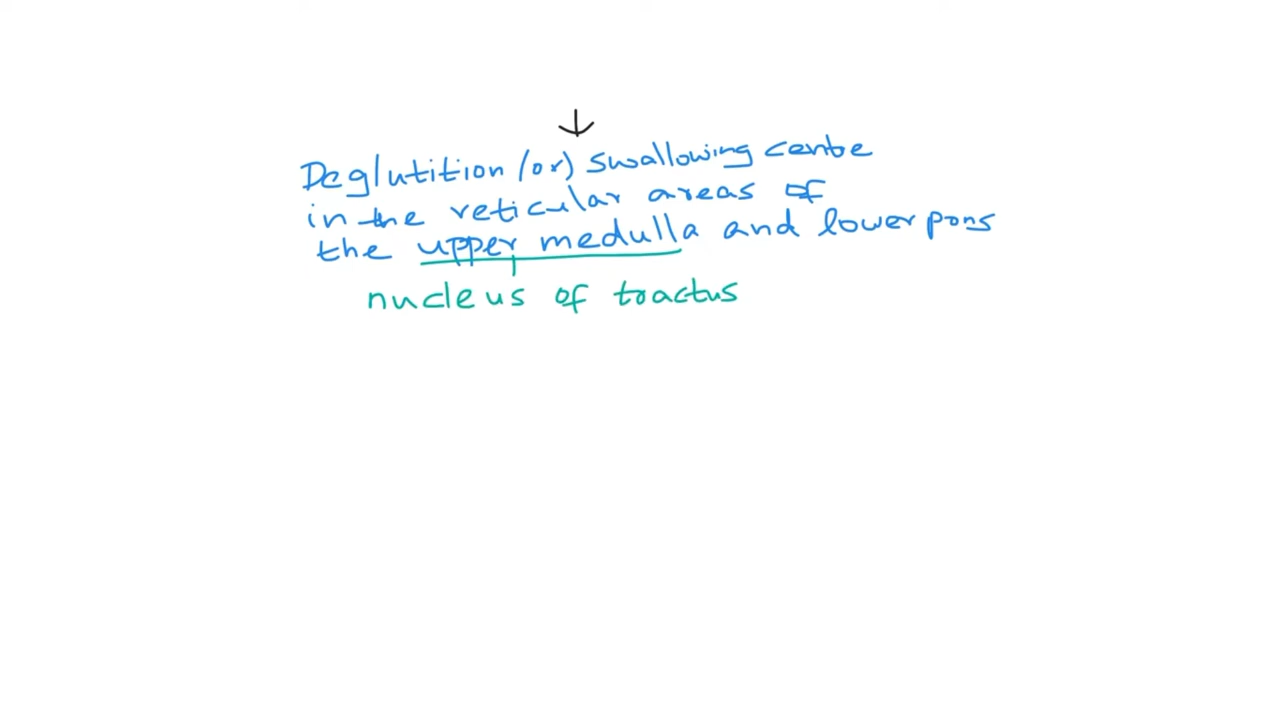 Deglutition (or) swallowing centre
in the reticular areas of
the upper medulla and lower pons
nucleus of tractus